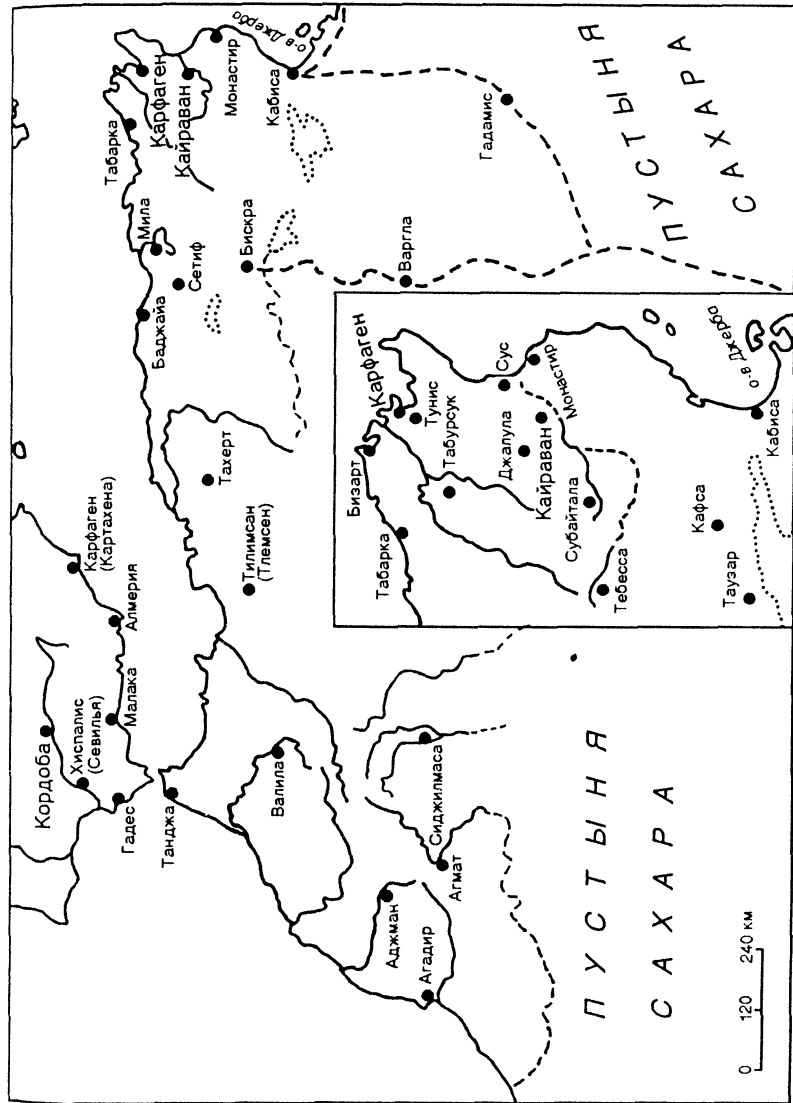 Кордоба
Хиспалис
(Севилья)
Гадес
Малака
Алмерия
Карфаген
(Картахена)
Танджа
Валила
Аджман
Агадир
Агмат
Сиджилмаса
Тилимсан
(Тлемсен)
Тахерт
Баджайа
Сетиф
Мила
Бискра
Варгла
Табарка
Карфаген
Кайраван
Монастир
о-в Джерба
Кабиса
Гадамис
ПУСТЫНЯ
САХАРА
ПУСТЫНЯ
САХАРА
0 120 240 км
Бизарт
Карфаген
Тунис
Табарка
Табурсук
Сус
Джалула
Монастир
Кайраван
Субайтала
Тебесса
Кафса
Таузар
о-в Джербо
Кабиса